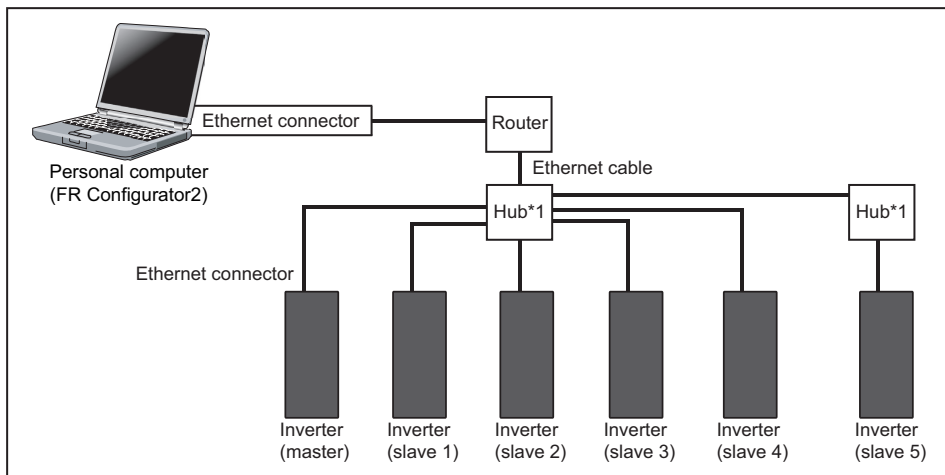 Ethernet connector
Router
Personal computer
(FR Configurator2)
Ethernet cable
Hub*1
Hub*1
Ethernet connector
Inverter
(master)
Inverter
(slave 1)
Inverter
(slave 2)
Inverter
(slave 3)
Inverter
(slave 4)
Inverter
(slave 5)